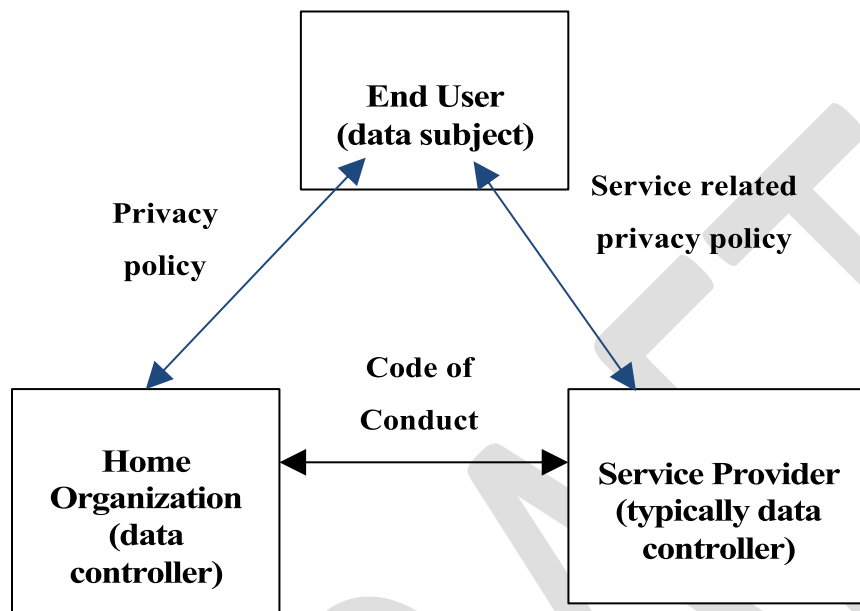 End User
(data subject)
Privacy
policy
Service related
privacy policy
Code of
Conduct
Home
Organization
(data
controller)
Service Provider
(typically data
controller)